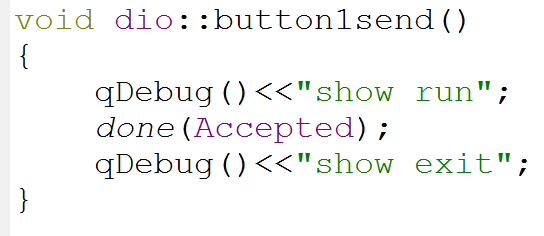 void dio::button1send()
{
    qDebug()<<"show run";
    done(Accepted);
    qDebug()<<"show exit";
}